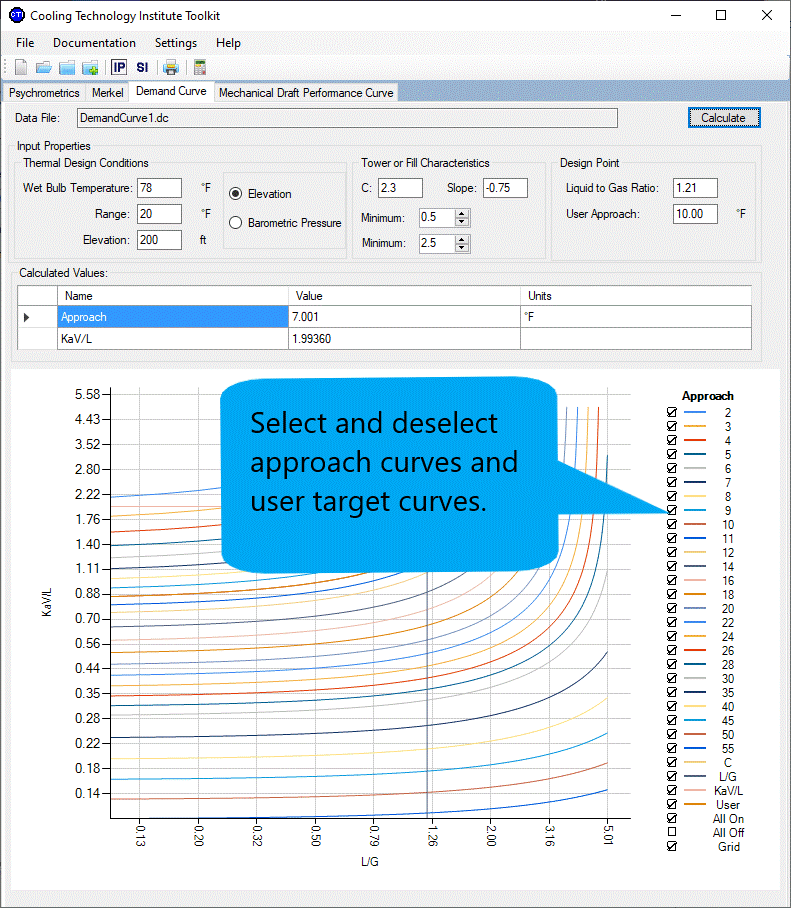 CTI Cooling Technology Institute Toolkit
File Documentation Settings Help
IP SI
Psychrometrics Merkel Demand Curve Mechanical Draft Performance Curve
Data File: DemandCurve1.dc Calculate
Input Properties
Thermal Design Conditions
Wet Bulb Temperature: 78 °F
Range: 20 °F
Elevation: 200 ft
Elevation
Barometric Pressure
Tower or Fill Characteristics
C: 2.3 Slope: -0.75
Minimum: 0.5
Minimum: 2.5
Design Point
Liquid to Gas Ratio: 1.21
User Approach: 10.00 °F
Calculated Values:
Name Value Units
Approach 7.001 °F
KaV/L 1.99360
Select and deselect
approach curves and
user target curves.
KaV/L
5.58
4.43
3.52
2.80
2.22
1.76
1.40
1.11
0.88
0.70
0.56
0.44
0.35
0.28
0.22
0.18
0.14
0.13 0.20 0.32 0.50 0.79 1.26 2.00 3.16 5.01
L/G
Approach
2
3
4
5
6
7
8
9
10
11
12
14
16
18
20
22
24
26
28
30
35
40
45
50
55
C
L/G
KaV/L
User
All On
All Off
Grid